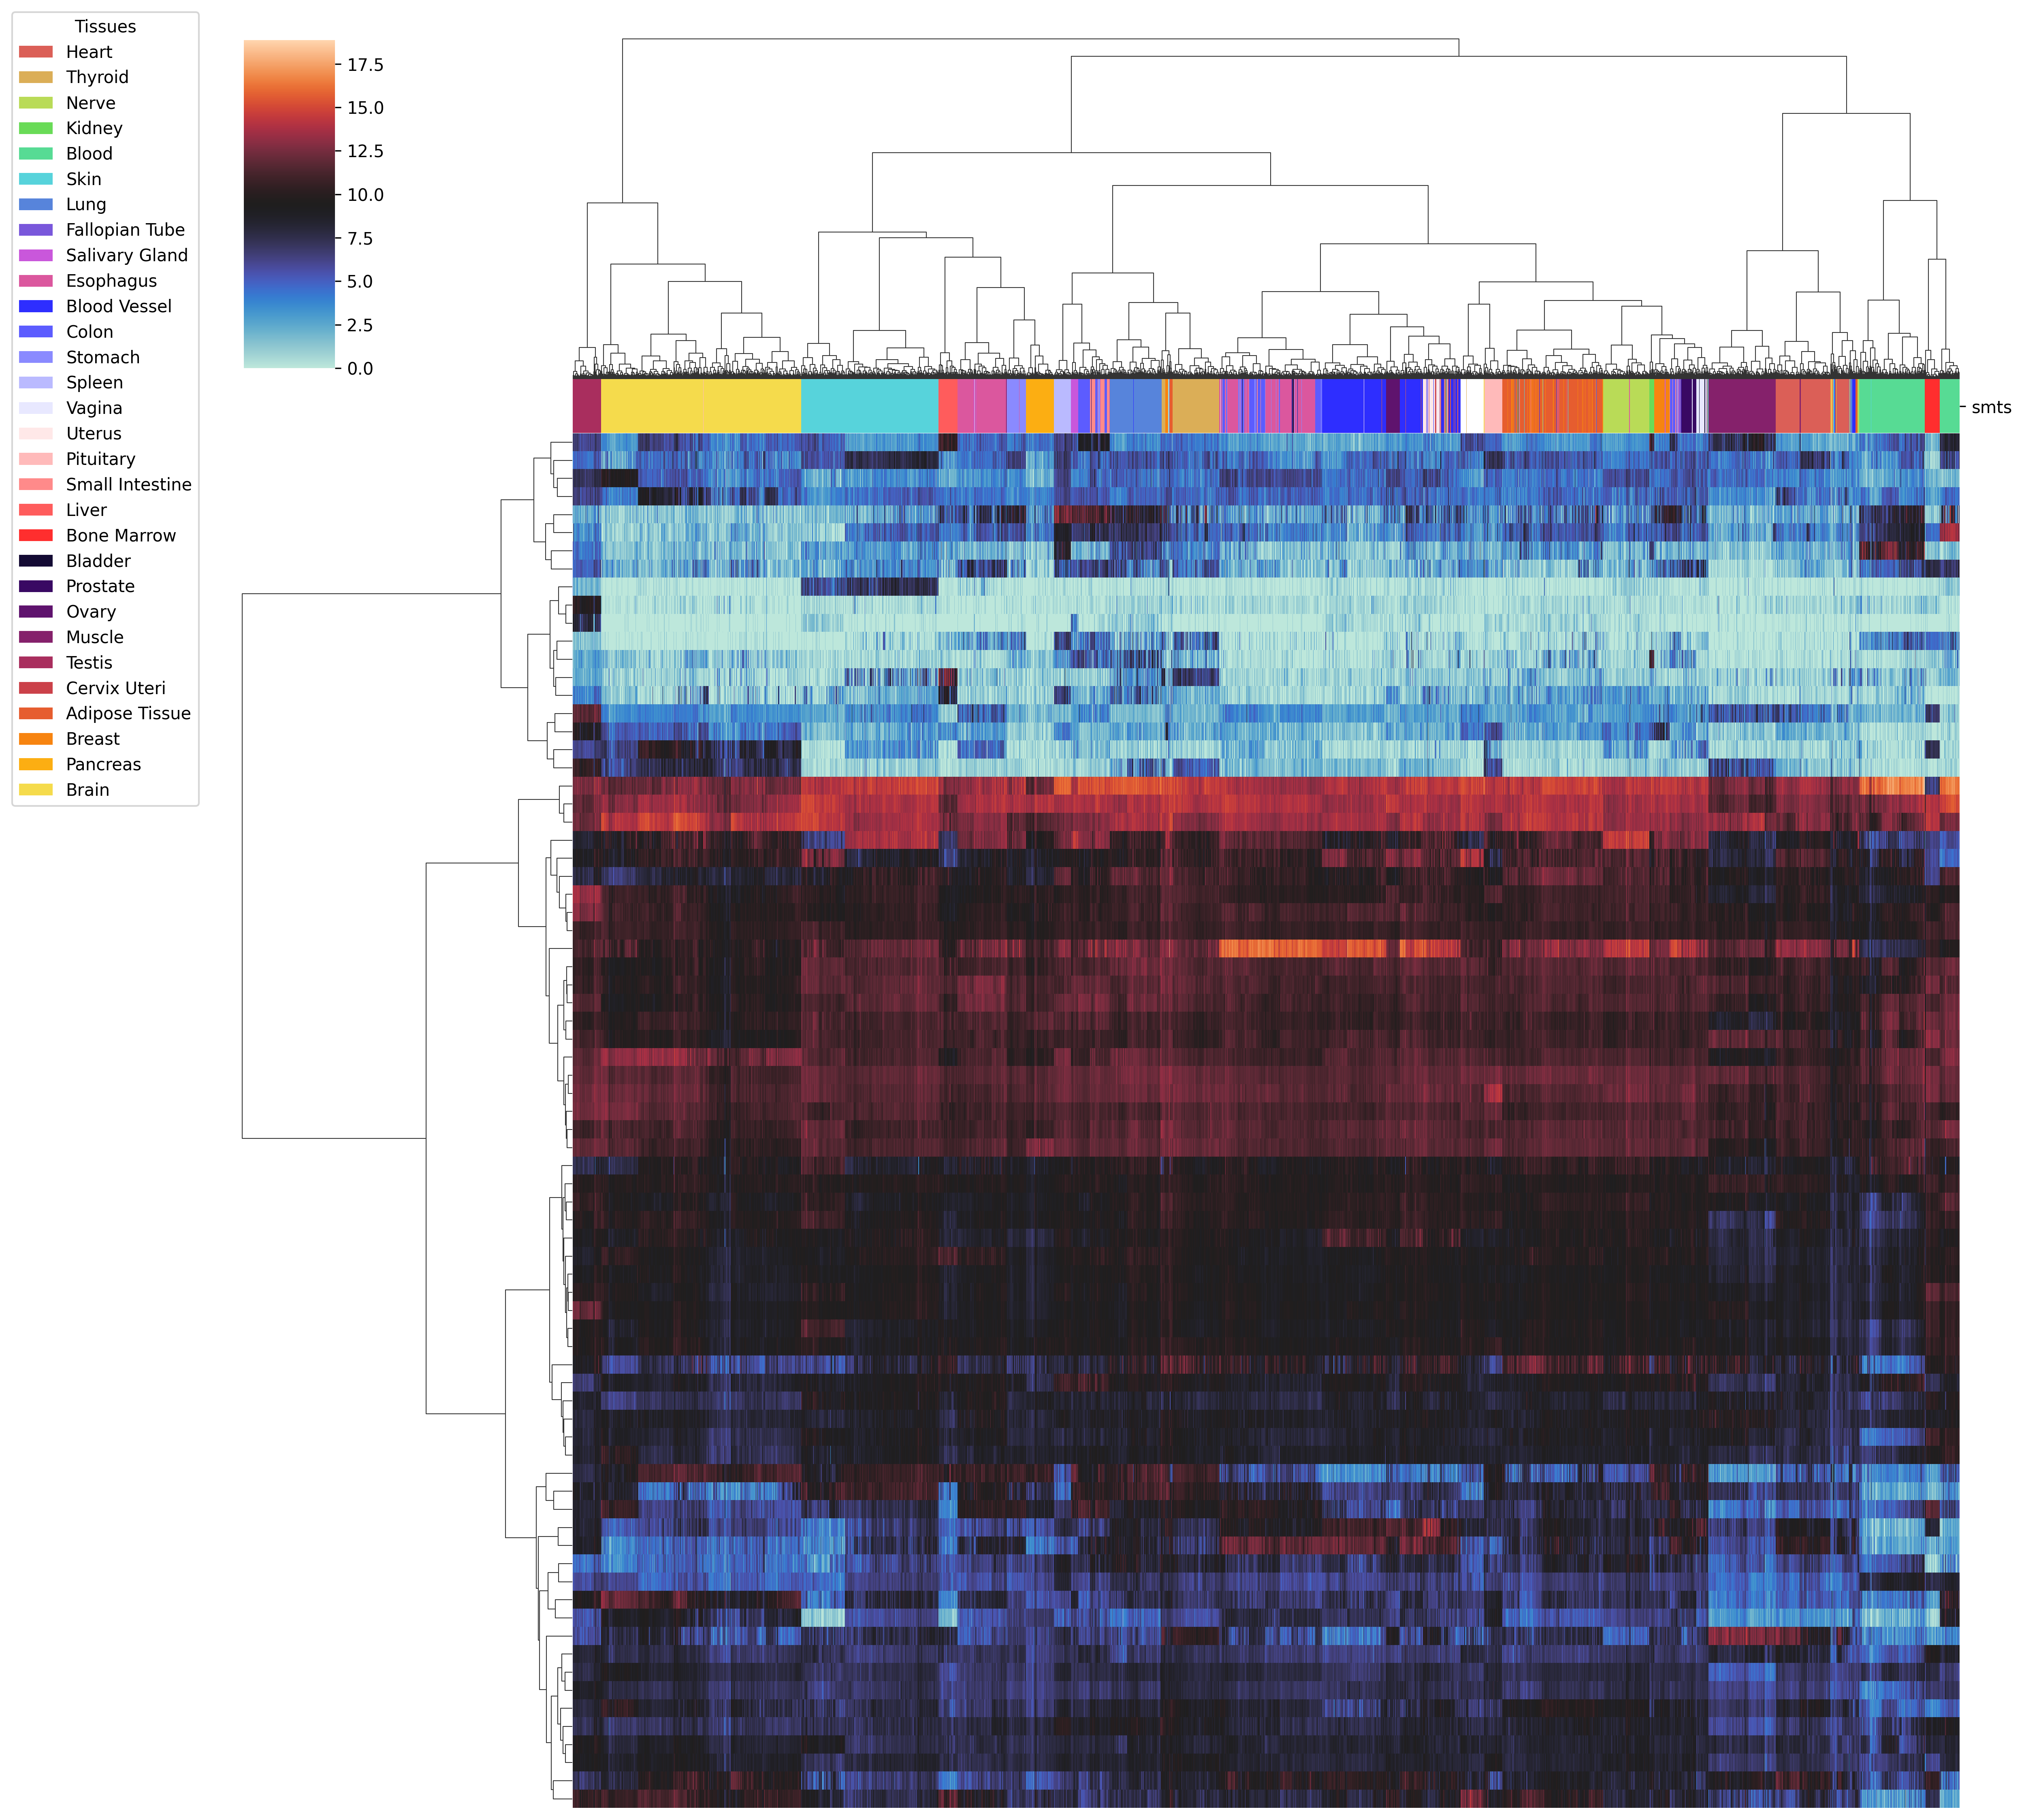 Tissues
Heart
Thyroid
Nerve
Kidney
Blood
Skin
Lung
Fallopian Tube
Salivary Gland
Esophagus
Blood Vessel
Colon
Stomach
Spleen
Vagina
Uterus
Pituitary
Small Intestine
Liver
Bone Marrow
Bladder
Prostate
Ovary
Muscle
Testis
Cervix Uteri
Adipose Tissue
Breast
Pancreas
Brain
17.5
15.0
12.5
10.0
7.5
5.0
2.5
0.0
smts